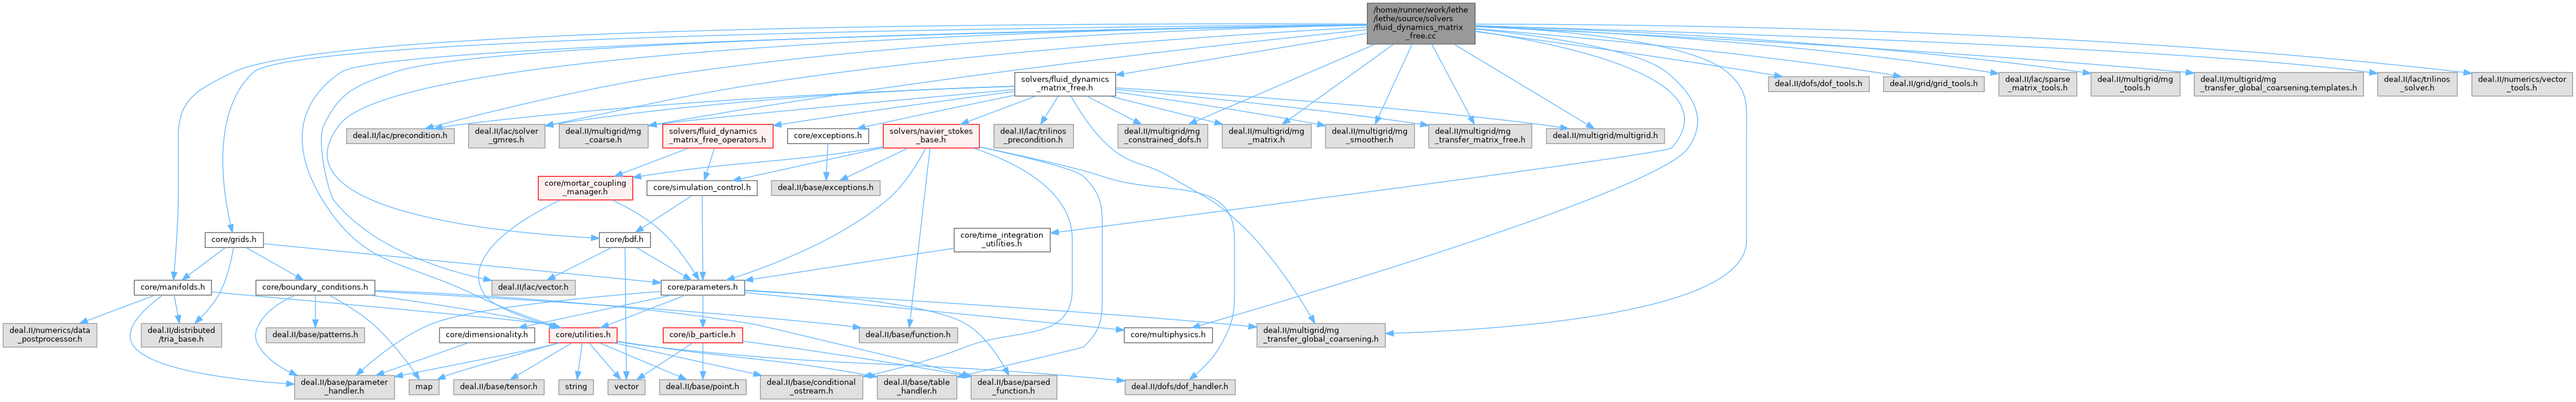 /home/runner/work/lethe
/lethe/source/solvers
/fluid_dynamics_matrix
_free.cc
solvers/fluid_dynamics
_matrix_free.h
deal.II/dofs/dof_tools.h
deal.II/grid/grid_tools.h
deal.II/lac/sparse
_matrix_tools.h
deal.II/multigrid/mg
_tools.h
deal.II/multigrid/mg
_transfer_global_coarsening.templates.h
deal.II/lac/trilinos
_solver.h
deal.II/numerics/vector
_tools.h
deal.II/lac/precondition.h
deal.II/lac/solver
_gmres.h
deal.II/multigrid/mg
_coarse.h
solvers/fluid_dynamics
_matrix_free_operators.h
core/exceptions.h
solvers/navier_stokes
_base.h
deal.II/lac/trilinos
_precondition.h
deal.II/multigrid/mg
_constrained_dofs.h
deal.II/multigrid/mg
_matrix.h
deal.II/multigrid/mg
_smoother.h
deal.II/multigrid/mg
_transfer_matrix_free.h
deal.II/multigrid/multigrid.h
core/mortar_coupling
_manager.h
core/simulation_control.h
deal.II/base/exceptions.h
core/grids.h
core/bdf.h
core/time_integration
_utilities.h
core/manifolds.h
core/boundary_conditions.h
deal.II/lac/vector.h
core/parameters.h
deal.II/numerics/data
_postprocessor.h
deal.II/distributed
/tria_base.h
deal.II/base/patterns.h
core/dimensionality.h
core/utilities.h
core/ib_particle.h
deal.II/base/function.h
core/multiphysics.h
deal.II/multigrid/mg
_transfer_global_coarsening.h
deal.II/base/parameter
_handler.h
map
deal.II/base/tensor.h
string
vector
deal.II/base/point.h
deal.II/base/conditional
_ostream.h
deal.II/base/table
_handler.h
deal.II/base/parsed
_function.h
deal.II/dofs/dof_handler.h